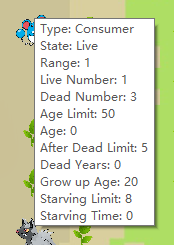 Type: Consumer
State: Live
Range: 1
Live Number: 1
Dead Number: 3
Age Limit: 50
Age: 0
After Dead Limit: 5
Dead Years: 0
Grow up Age: 20
Starving Limit: 8
Starving Time: 0